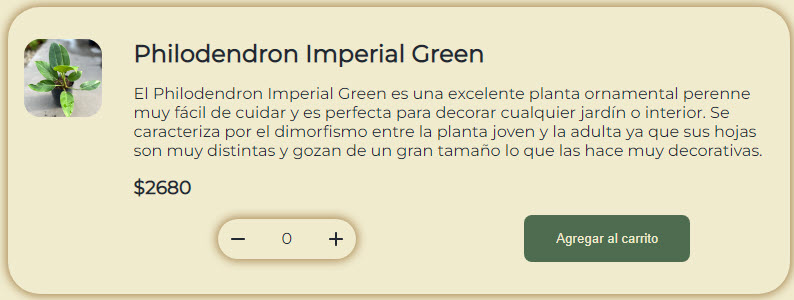 Philodendron Imperial Green
El Philodendron Imperial Green es una excelente planta ornamental perenne
muy fácil de cuidar y es perfecta para decorar cualquier jardín o interior. Se
caracteriza por el dimorfismo entre la planta joven y la adulta ya que sus hojas
son muy distintas y gozan de un gran tamaño lo que las hace muy decorativas.
$2680
− 0 +
Agregar al carrito